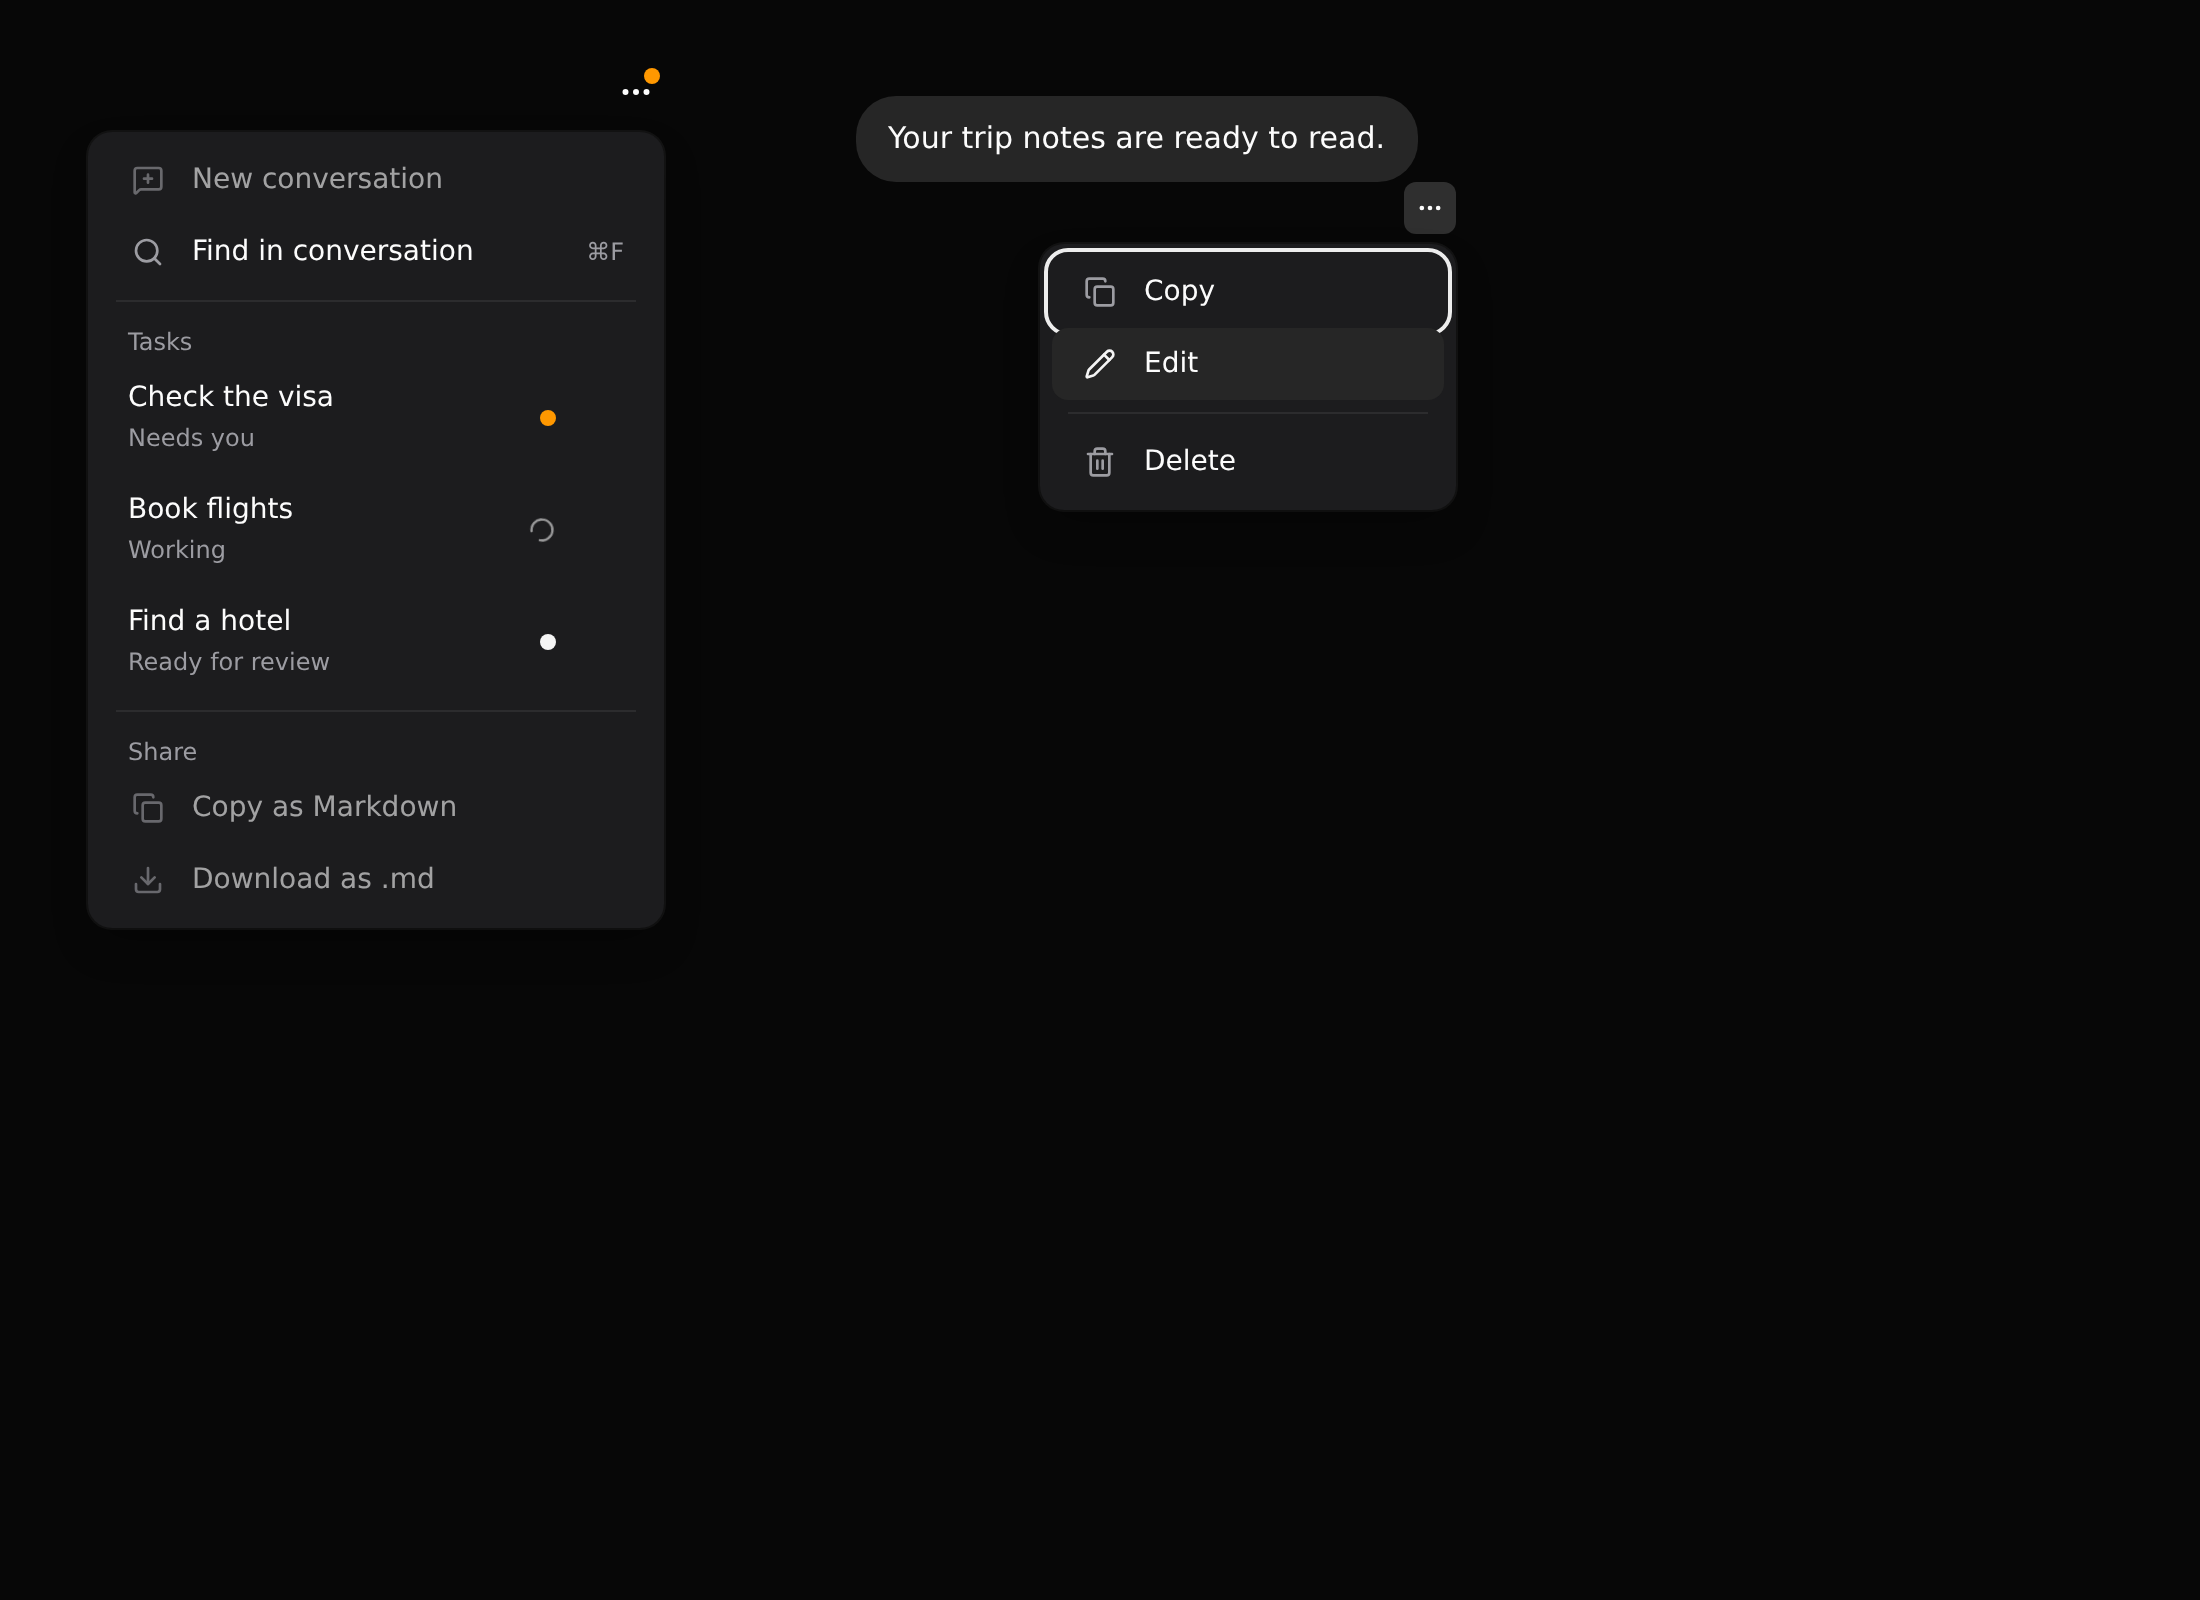 New conversation
Find in conversation ⌘F
Tasks
Check the visa
Needs you
Book flights
Working
Find a hotel
Ready for review
Share
Copy as Markdown
Download as .md
Your trip notes are ready to read.
Copy
Edit
Delete